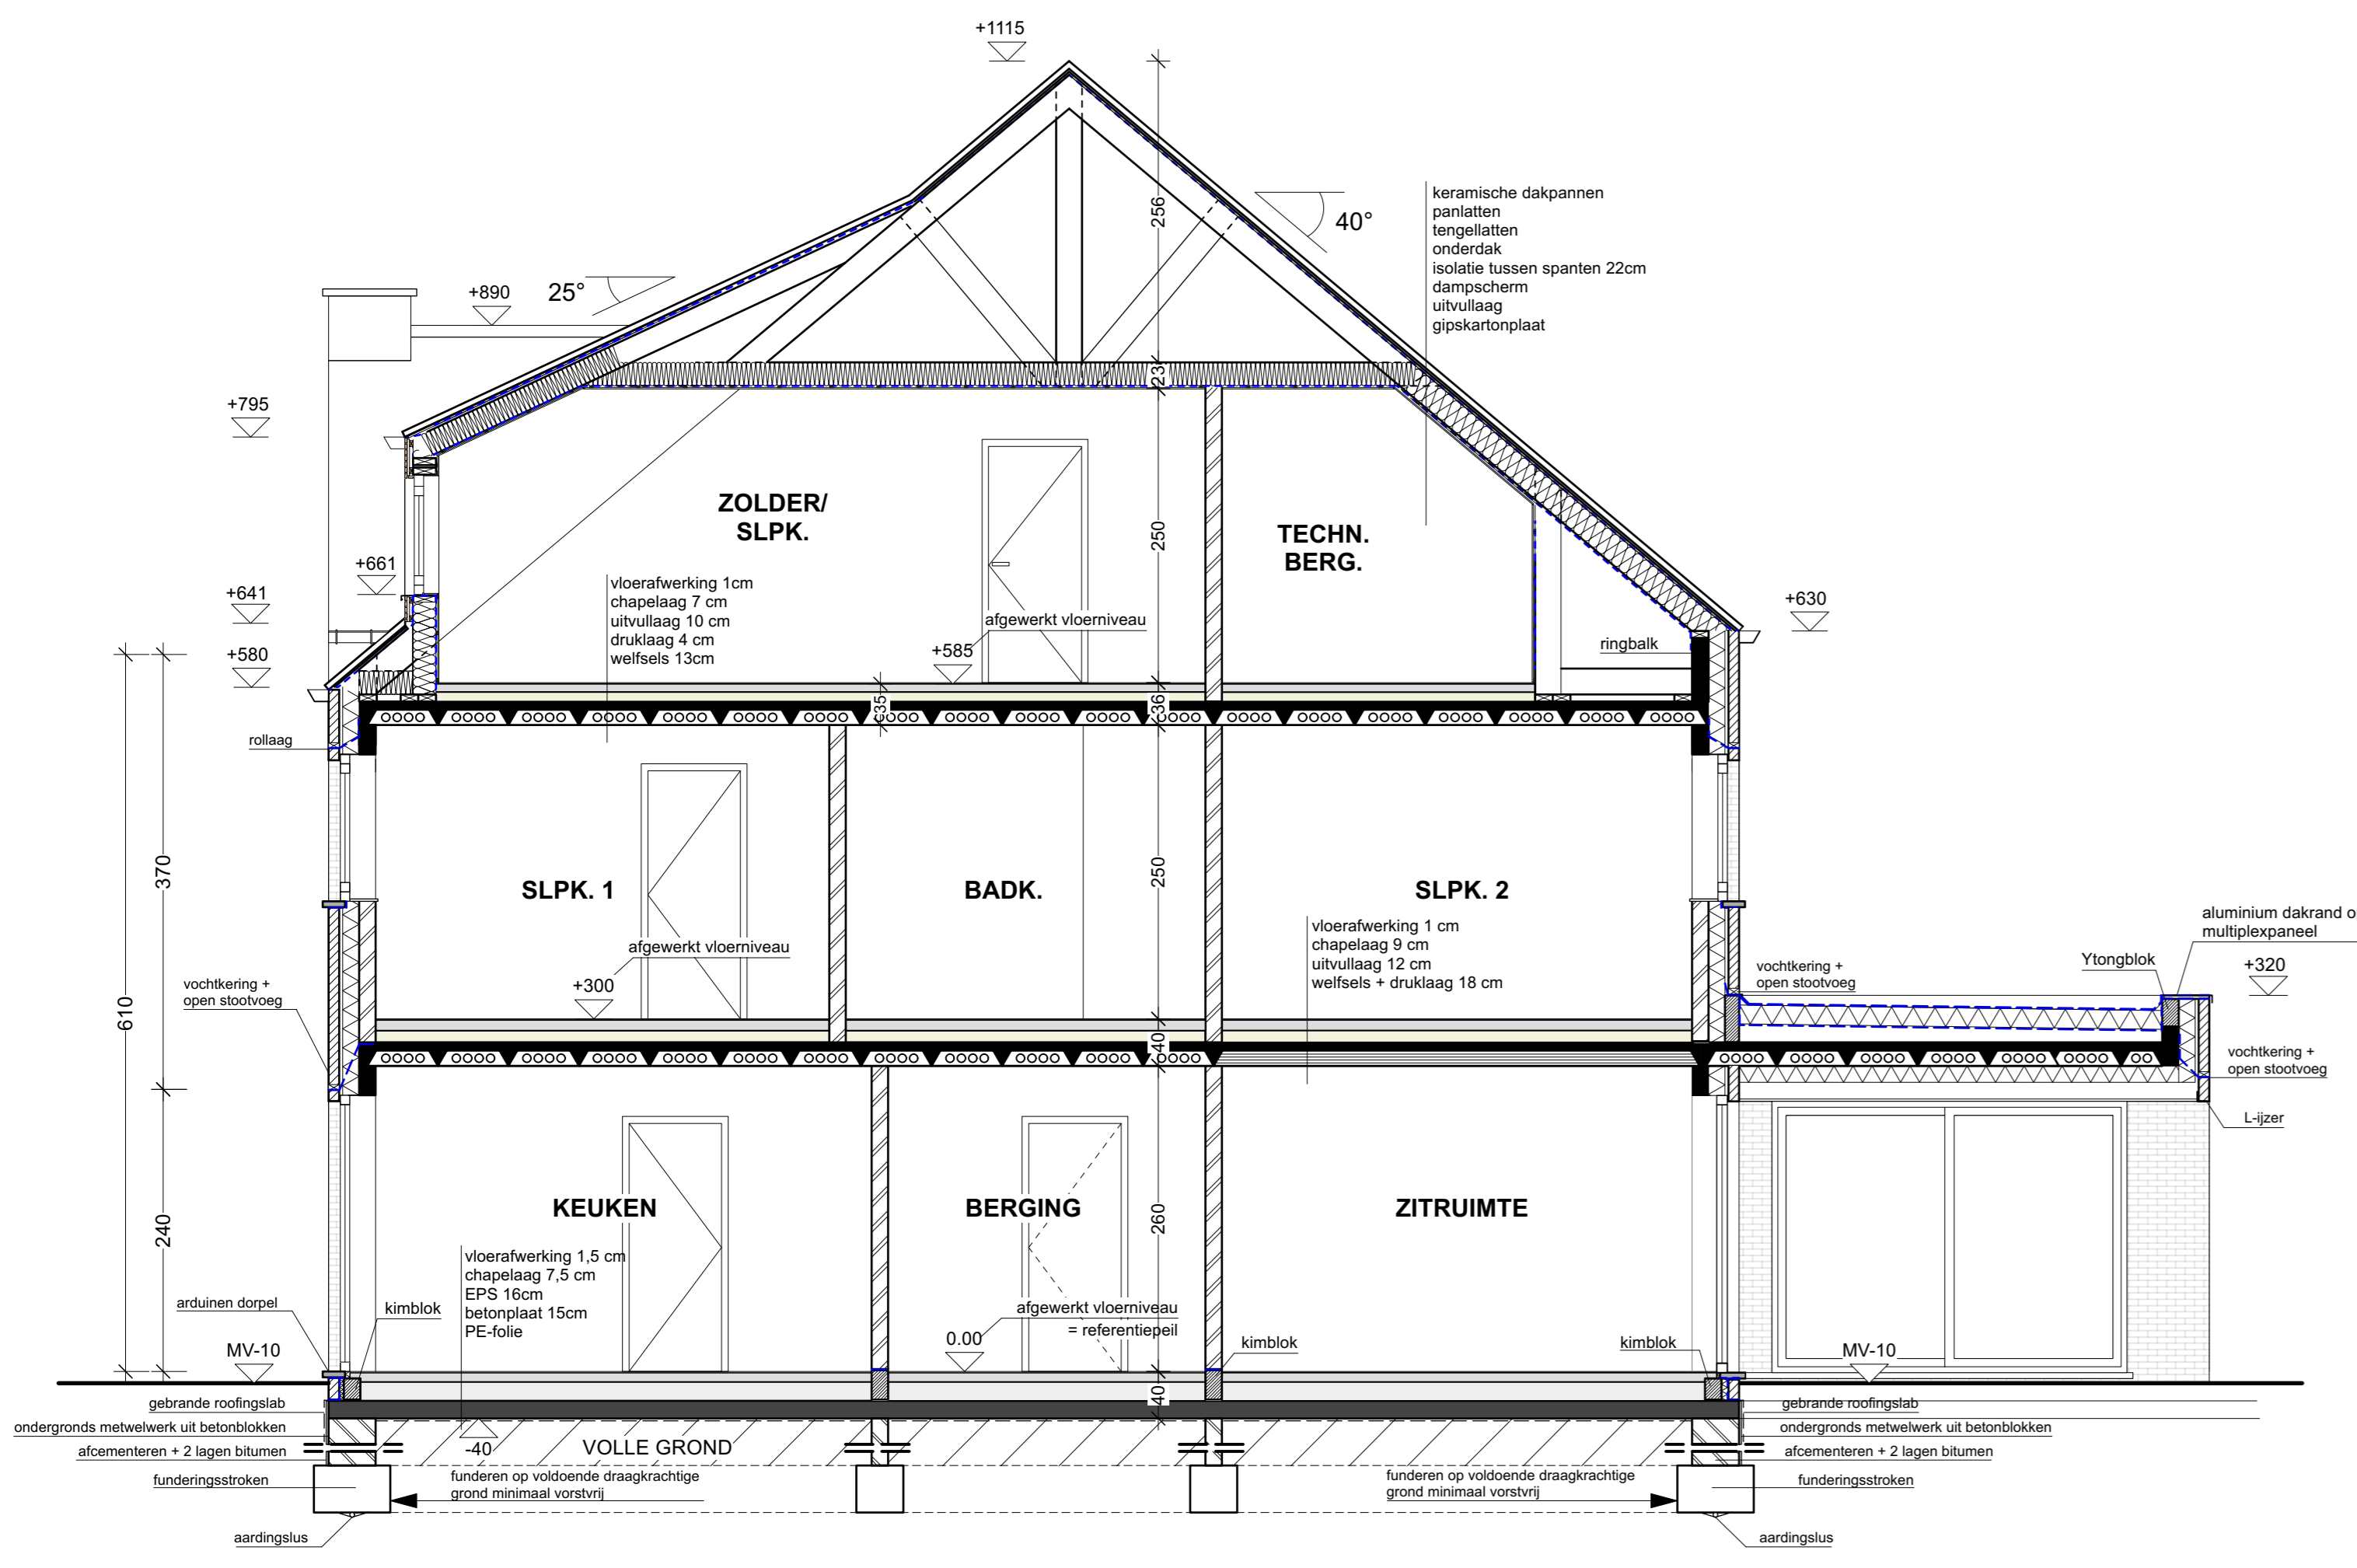 +1115
256
40°
keramische dakpannen
panlatten
tengellatten
onderdak
isolatie tussen spanten 22cm
dampscherm
uitvullaag
gipskartonplaat
+890
25°
23
+795
ZOLDER/
SLPK.
TECHN.
BERG.
250
+661
+641
+580
vloerafwerking 1cm
chapelaag 7 cm
uitvullaag 10 cm
druklaag 4 cm
welfsels 13cm
afgewerkt vloerniveau
+585
+630
ringbalk
35
36
rollaag
370
610
240
SLPK. 1
BADK.
SLPK. 2
250
vloerafwerking 1 cm
chapelaag 9 cm
uitvullaag 12 cm
welfsels + druklaag 18 cm
afgewerkt vloerniveau
+300
vochtkering +
open stootvoeg
vochtkering +
open stootvoeg
aluminium dakrand o
multiplexpaneel
Ytongblok
+320
40
vochtkering +
open stootvoeg
L-ijzer
KEUKEN
BERGING
260
ZITRUIMTE
vloerafwerking 1,5 cm
chapelaag 7,5 cm
EPS 16cm
betonplaat 15cm
PE-folie
arduinen dorpel
kimblok
afgewerkt vloerniveau
= referentiepeil
0.00
kimblok
kimblok
MV-10
MV-10
40
gebrande roofingslab
ondergronds metwelwerk uit betonblokken
afcementeren + 2 lagen bitumen
funderingsstroken
-40
VOLLE GROND
funderen op voldoende draagkrachtige
grond minimaal vorstvrij
funderen op voldoende draagkrachtige
grond minimaal vorstvrij
gebrande roofingslab
ondergronds metwelwerk uit betonblokken
afcementeren + 2 lagen bitumen
funderingsstroken
aardingslus
aardingslus